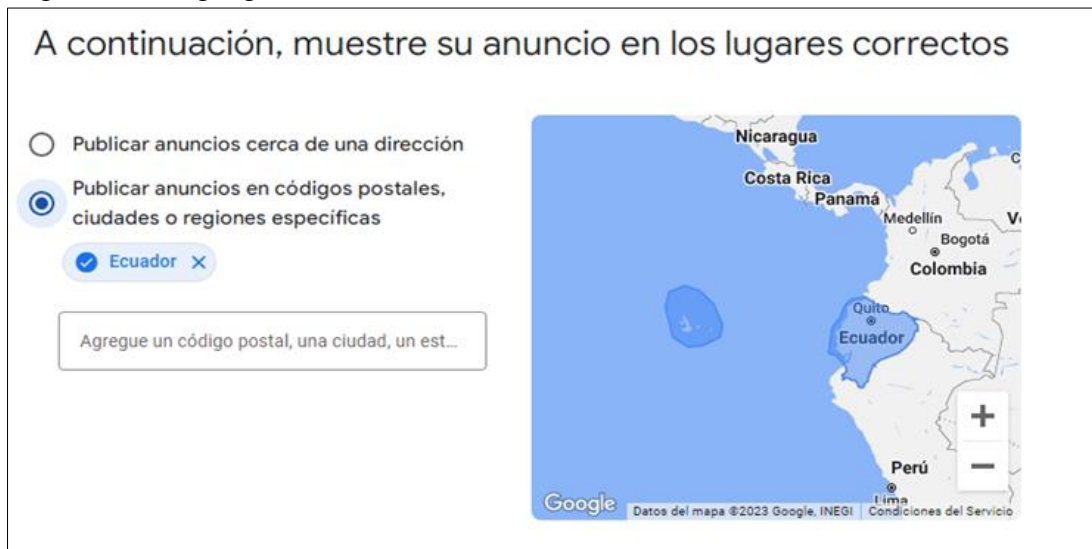 A continuación, muestre su anuncio en los lugares correctos
Publicar anuncios cerca de una dirección
Publicar anuncios en códigos postales,
ciudades o regiones específicas
Ecuador
Agregue un código postal, una ciudad, un est...
Nicaragua
Costa Rica
Panamá
Medellín
Bogotá
Colombia
Quito
Ecuador
Perú
Lima
Google
Datos del mapa ©2023 Google, INEGI
Condiciones del Servicio